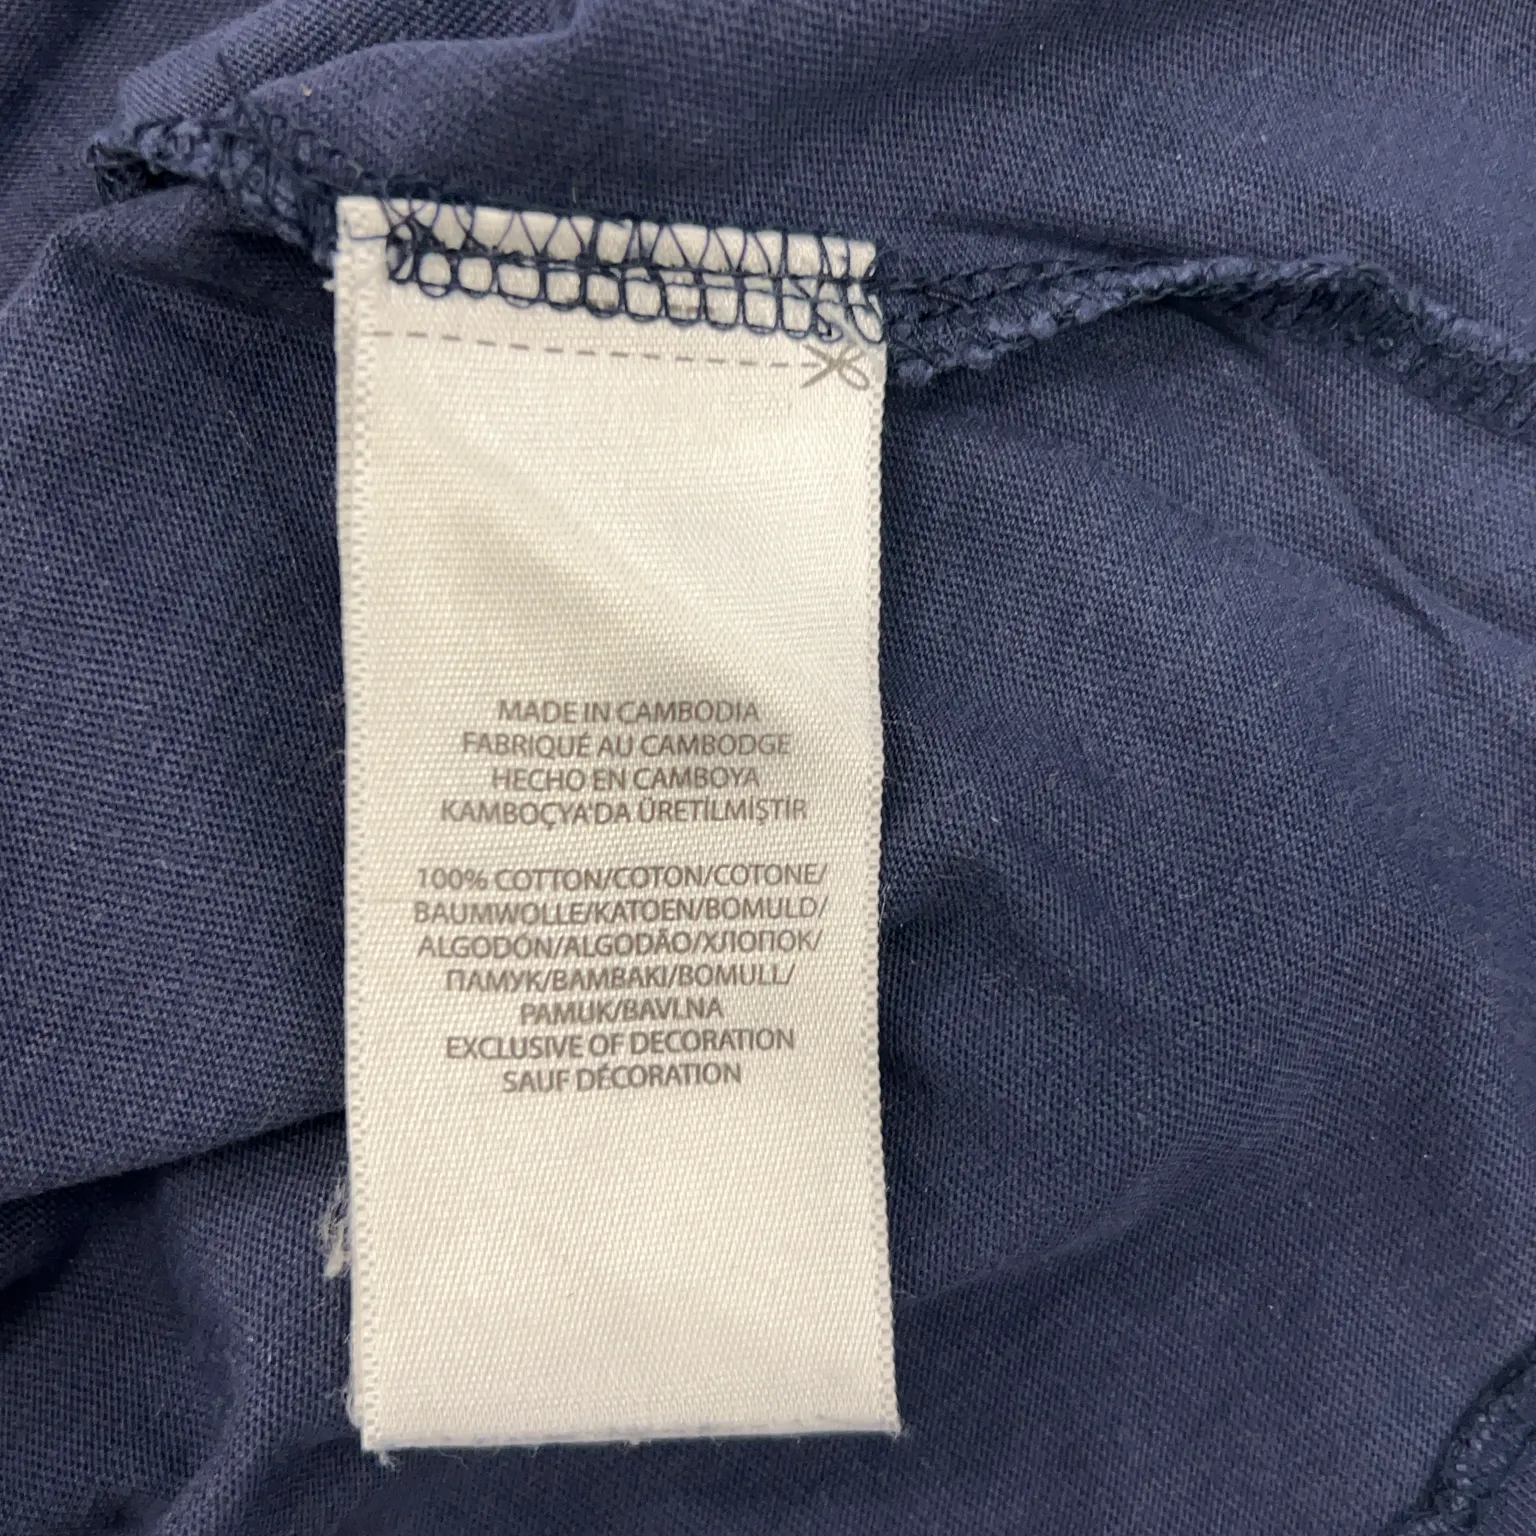 MADE IN CAMBODIA
FABRIQUÉ AU CAMBODGE
HECHO EN CAMBOYA
KAMBOÇYA'DA ÜRETİLMİŞTİR
100% COTTON/COTON/COTONE/
BAUMWOLLE/KATOEN/BOMULD/
ALGODÓN/ALGODÃO/ХЛОПОК/
ПАМУК/BAMBAKI/BOMULL/
PAMUK/BAVLNA
EXCLUSIVE OF DECORATION
SAUF DÉCORATION